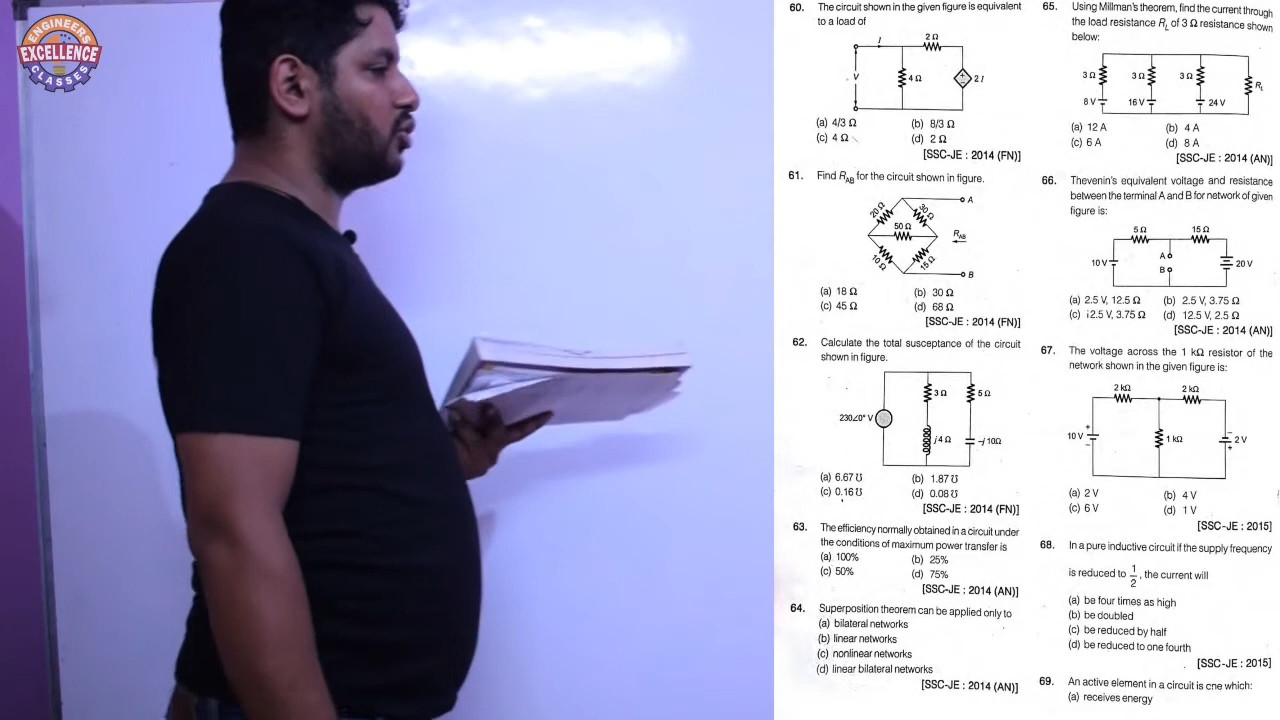 ENGINEERS
EXCELLENCE
CLASSES
60. The circuit shown in the given figure is equivalent
to a load of
I
2 Ω
V
4 Ω
2 I
(a) 4/3 Ω (b) 8/3 Ω
(c) 4 Ω (d) 2 Ω
[SSC-JE : 2014 (FN)]
61. Find R_AB for the circuit shown in figure.
A
20 Ω
30 Ω
50 Ω
R_AB
10 Ω
15 Ω
B
(a) 18 Ω (b) 30 Ω
(c) 45 Ω (d) 68 Ω
[SSC-JE : 2014 (FN)]
62. Calculate the total susceptance of the circuit
shown in figure.
3 Ω
5 Ω
230∠0° V
j 4 Ω
-j 10Ω
(a) 6.67 ℧ (b) 1.87 ℧
(c) 0.16 ℧ (d) 0.08 ℧
[SSC-JE : 2014 (FN)]
63. The efficiency normally obtained in a circuit under
the conditions of maximum power transfer is
(a) 100% (b) 25%
(c) 50% (d) 75%
[SSC-JE : 2014 (AN)]
64. Superposition theorem can be applied only to
(a) bilateral networks
(b) linear networks
(c) nonlinear networks
(d) linear bilateral networks
[SSC-JE : 2014 (AN)]
65. Using Millman's theorem, find the current through
the load resistance R_L of 3 Ω resistance shown
below:
3 Ω
3 Ω
3 Ω
R_L
8 V
16 V
24 V
(a) 12 A (b) 4 A
(c) 6 A (d) 8 A
[SSC-JE : 2014 (AN)]
66. Thevenin's equivalent voltage and resistance
between the terminal A and B for network of given
figure is:
5 Ω
15 Ω
A
10 V
20 V
B
(a) 2.5 V, 12.5 Ω (b) 2.5 V, 3.75 Ω
(c) 12.5 V, 3.75 Ω (d) 12.5 V, 2.5 Ω
[SSC-JE : 2014 (AN)]
67. The voltage across the 1 kΩ resistor of the
network shown in the given figure is:
2 kΩ
2 kΩ
10 V
1 kΩ
2 V
(a) 2 V (b) 4 V
(c) 6 V (d) 1 V
[SSC-JE : 2015]
68. In a pure inductive circuit if the supply frequency
is reduced to 1/2, the current will
(a) be four times as high
(b) be doubled
(c) be reduced by half
(d) be reduced to one fourth
[SSC-JE : 2015]
69. An active element in a circuit is one which:
(a) receives energy